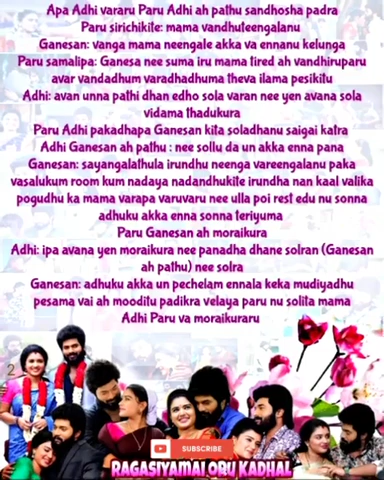 Apa Adhi vararu Paru Adhi ah pathu sandhosha padra
Paru sirichikite: mama vandhuteengalanu
Ganesan: vanga mama neengale akka va ennanu kelunga
Paru samalipa: Ganesa nee suma iru mama tired ah vandhiruparu
avar vandadhum varadhadhuma theva ilama pesikitu
Adhi: avan unna pathi dhan edho sola varan nee yen avana sola
vidama thadukura
Paru Adhi pakadhapa Ganesan kita soladhanu saigai katra
Adhi Ganesan ah pathu : nee sollu da un akka enna pana
Ganesan: sayangalathula irundhu neenga vareengalanu paka
vasalukum room kum nadaya nadandhukite irundha nan kaal valika
pogudhu ka mama varapa varuvaru nee ulla poi rest edu nu sonna
adhuku akka enna sonna teriyuma
Paru Ganesan ah moraikura
Adhi: ipa avana yen moraikura nee panadha dhane solran (Ganesan
ah pathu) nee solra
Ganesan: adhuku akka un pechelam ennala keka mudiyadhu
pesama vai ah mooditu padikra velaya paru nu solita mama
Adhi Paru va moraikuraru
2
SUBSCRIBE
RAGASIYAMAI ORU KADHAL